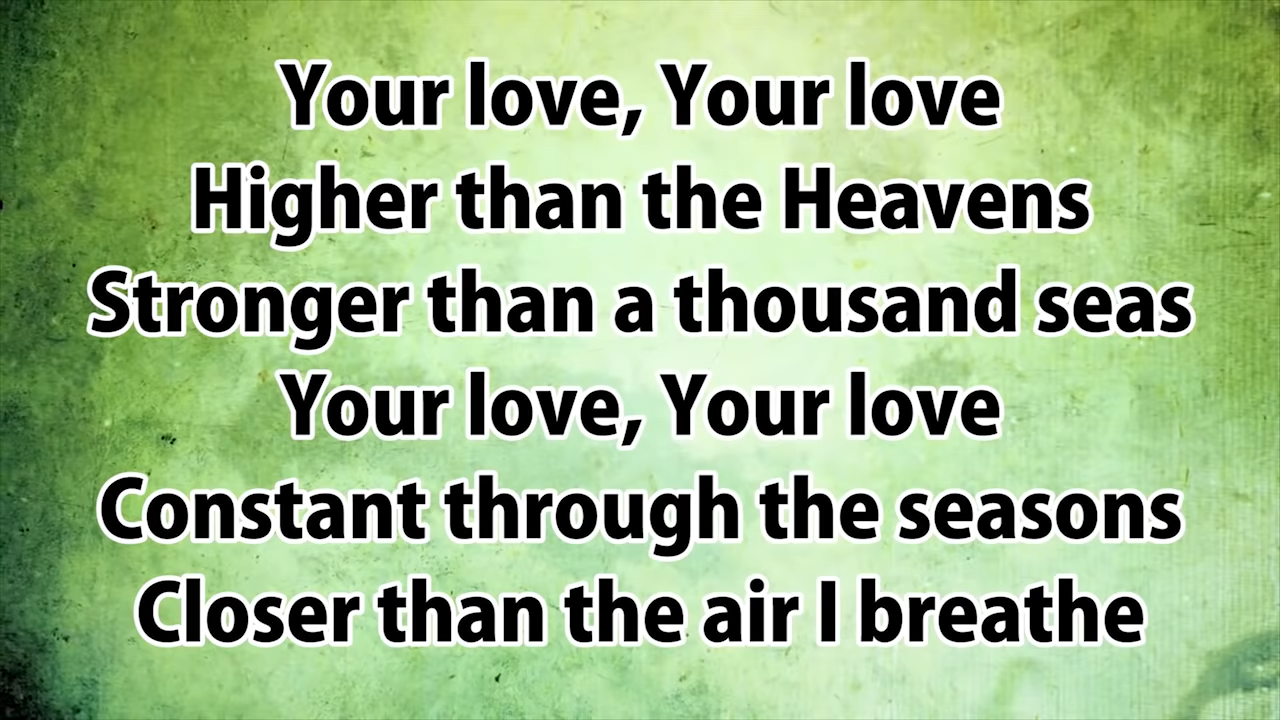 Your love, Your love
Higher than the Heavens
Stronger than a thousand seas
Your love, Your love
Constant through the seasons
Closer than the air I breathe